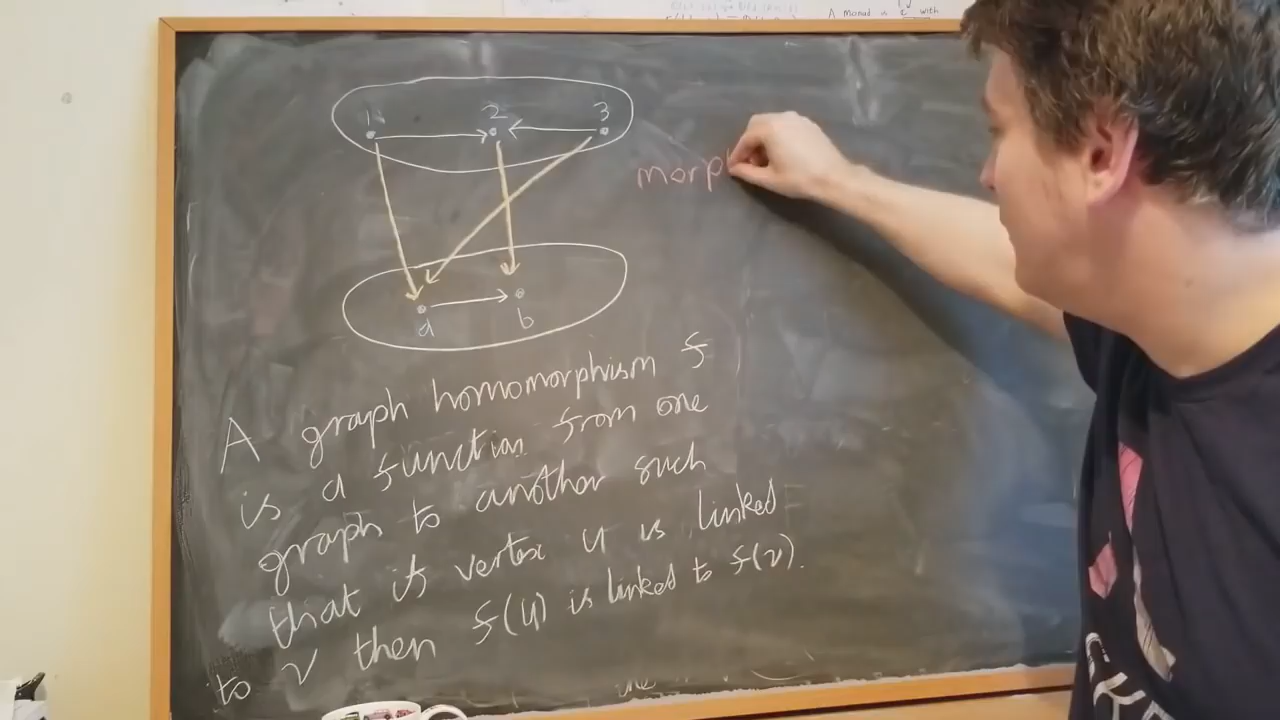 A monad is
with
1 2 3
morp
a b
A graph homomorphism f
is a function from one
graph to another such
that if vertex u is linked
to v then f(u) is linked to f(v).